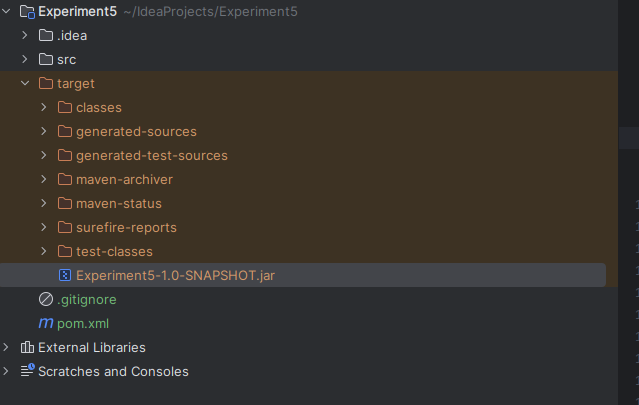 Experiment5 ~/IdeaProjects/Experiment5
.idea
src
target
classes
generated-sources
generated-test-sources
maven-archiver
maven-status
surefire-reports
test-classes
Experiment5-1.0-SNAPSHOT.jar
.gitignore
pom.xml
External Libraries
Scratches and Consoles